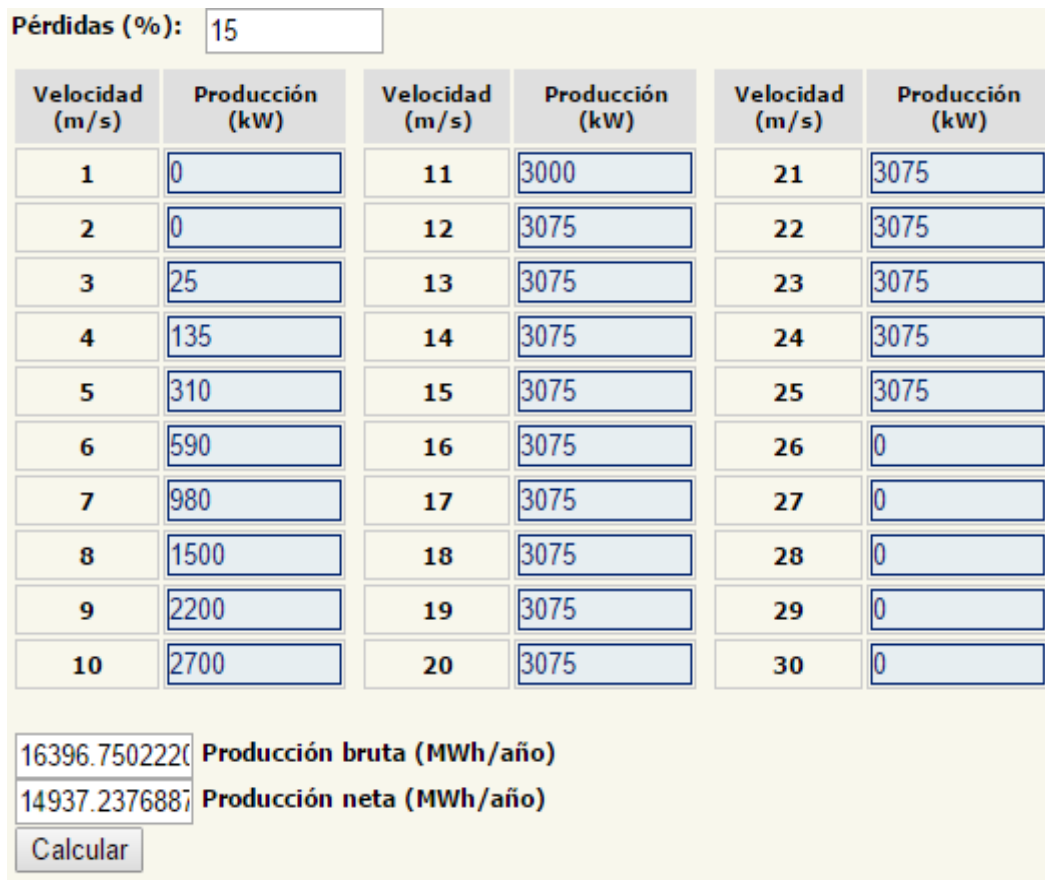 Pérdidas (%): 15
Velocidad (m/s) Producción (kW) Velocidad (m/s) Producción (kW) Velocidad (m/s) Producción (kW)
1 0 11 3000 21 3075
2 0 12 3075 22 3075
3 25 13 3075 23 3075
4 135 14 3075 24 3075
5 310 15 3075 25 3075
6 590 16 3075 26 0
7 980 17 3075 27 0
8 1500 18 3075 28 0
9 2200 19 3075 29 0
10 2700 20 3075 30 0
16396.7502220 Producción bruta (MWh/año)
14937.2376887 Producción neta (MWh/año)
Calcular